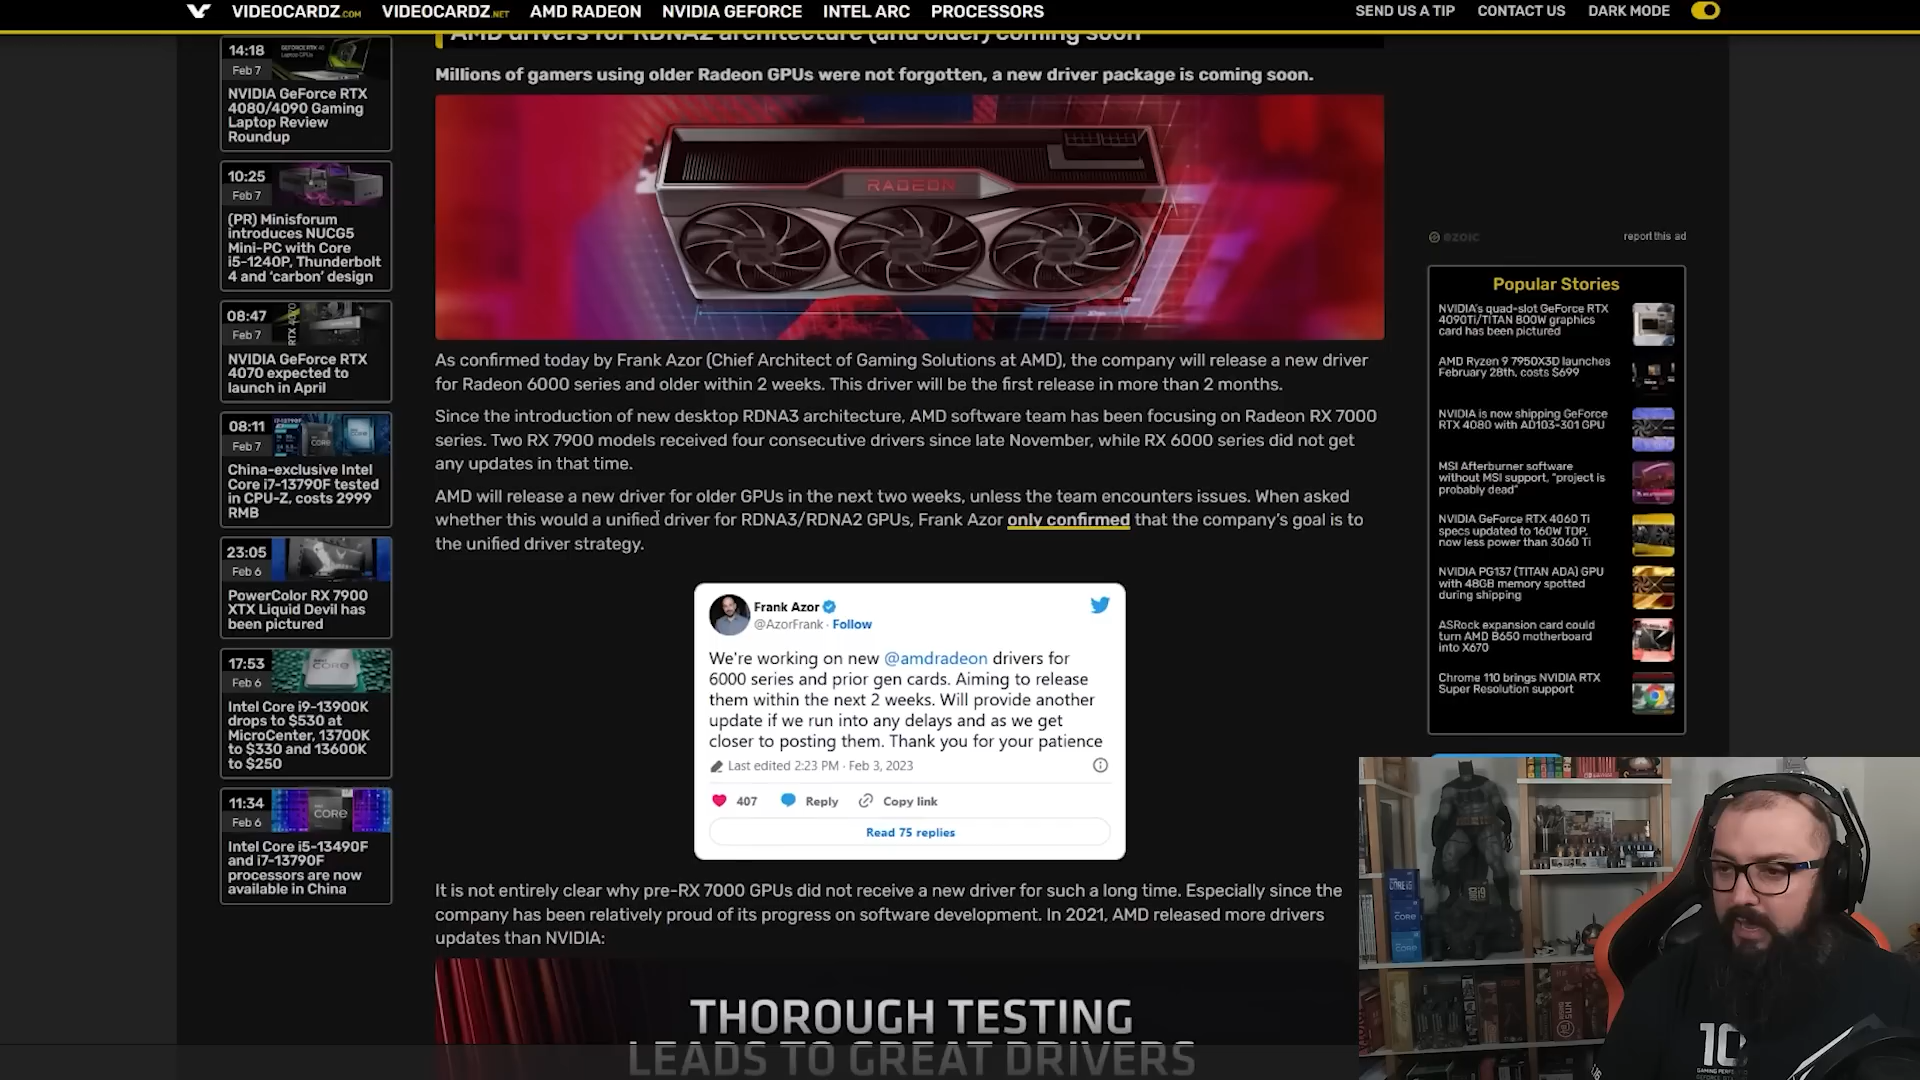 VIDEOCARDZ.COM VIDEOCARDZ.NET AMD RADEON NVIDIA GEFORCE INTEL ARC PROCESSORS SEND US A TIP CONTACT US DARK MODE
AMD drivers for RDNA2 architecture (and older) coming soon
Millions of gamers using older Radeon GPUs were not forgotten, a new driver package is coming soon.
RADEON
As confirmed today by Frank Azor (Chief Architect of Gaming Solutions at AMD), the company will release a new driver
for Radeon 6000 series and older within 2 weeks. This driver will be the first release in more than 2 months.
Since the introduction of new desktop RDNA3 architecture, AMD software team has been focusing on Radeon RX 7000
series. Two RX 7900 models received four consecutive drivers since late November, while RX 6000 series did not get
any updates in that time.
AMD will release a new driver for older GPUs in the next two weeks, unless the team encounters issues. When asked
whether this would a unified driver for RDNA3/RDNA2 GPUs, Frank Azor only confirmed that the company's goal is to
the unified driver strategy.
Frank Azor
@AzorFrank · Follow
We're working on new @amdradeon drivers for
6000 series and prior gen cards. Aiming to release
them within the next 2 weeks. Will provide another
update if we run into any delays and as we get
closer to posting them. Thank you for your patience
Last edited 2:23 PM · Feb 3, 2023
407 Reply Copy link
Read 75 replies
It is not entirely clear why pre-RX 7000 GPUs did not receive a new driver for such a long time. Especially since the
company has been relatively proud of its progress on software development. In 2021, AMD released more drivers
updates than NVIDIA:
THOROUGH TESTING
LEADS TO GREAT DRIVERS
14:18
Feb 7
NVIDIA GeForce RTX
4080/4090 Gaming
Laptop Review
Roundup
10:25
Feb 7
(PR) Minisforum
introduces NUCG5
Mini-PC with Core
i5-1240P, Thunderbolt
4 and 'carbon' design
08:47
Feb 7
RTX 4070
NVIDIA GeForce RTX
4070 expected to
launch in April
08:11
Feb 7
CORE
China-exclusive Intel
Core i7-13790F tested
in CPU-Z, costs 2999
RMB
23:05
Feb 6
PowerColor RX 7900
XTX Liquid Devil has
been pictured
17:53
Feb 6
CORE
Intel Core i9-13900K
drops to $530 at
MicroCenter, 13700K
to $330 and 13600K
to $250
11:34
Feb 6
CORE
Intel Core i5-13490F
and i7-13790F
processors are now
available in China
ezoic report this ad
Popular Stories
NVIDIA's quad-slot GeForce RTX
4090Ti/TITAN 800W graphics
card has been pictured
AMD Ryzen 9 7950X3D launches
February 28th, costs $699
NVIDIA is now shipping GeForce
RTX 4080 with AD103-301 GPU
MSI Afterburner software
without MSI support, "project is
probably dead"
NVIDIA GeForce RTX 4060 Ti
specs updated to 160W TDP,
now less power than 3060 Ti
NVIDIA PG137 (TITAN ADA) GPU
with 48GB memory spotted
during shipping
ASRock expansion card could
turn AMD B650 motherboard
into X670
Chrome 110 brings NVIDIA RTX
Super Resolution support
CORE i5
CORE
CORE
i9
10